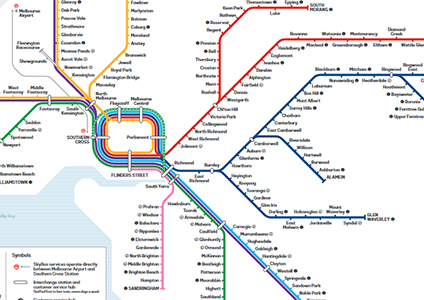 Melbourne
Airport
Glenroy
Oak Park
Pascoe Vale
Strathmore
Glenbervie
Essendon
Moonee Ponds
Ascot Vale
Newmarket
Kensington
Fowkner
Merlynston
Batman
Coburg
Moreland
Anstey
Brunswick
Jewell
Royal Park
Flemington Bridge
Macaulay
North
Melbourne
Flemington
Racecourse
Showgrounds
West
Footscray
Middle
Footscray
Footscray
South
Kensington
Seddon
Yarraville
Spotswood
Newport
North Williamstown
Williamstown Beach
WILLIAMSTOWN
SOUTHERN
CROSS
Flagstaff
Melbourne
Central
Parliament
FLINDERS STREET
Richmond
East
Richmond
Burnley
South Yarra
Thomastown
Epping
SOUTH
MORANG
Lalor
Keon Park
Ruthven
Reservoir
Regent
Preston
Bell
Thornbury
Croxton
Northcote
Merri
Rushall
Clifton Hill
Victoria Park
Collingwood
North Richmond
West Richmond
Jolimont
Westgarth
Dennis
Fairfield
Alphington
Darebin
Ivanhoe
Eaglemont
Heidelberg
Rosanna
Macleod
Watsonia
Greensborough
Montmorency
Eltham
Diamond
Creek
Wattle Glen
Blackburn
Mitcham
Nunawading
Heatherdale
Ringwood
Ringwood East
Heathmont
Bayswater
Boronia
Ferntree Gully
Upper Ferntree
Laburnum
Box Hill
Mont Albert
Surrey Hills
Chatham
Canterbury
East Camberwell
Camberwell
Auburn
Glenferrie
Hawthorn
Riversdale
Willison
Hartwell
Burwood
Ashburton
ALAMEIN
Heyington
Kooyong
Tooronga
Gardiner
Glen Iris
Darling
East
Malvern
Holmesglen
Jordanville
Mount
Waverley
Syndal
GLEN
WAVERLEY
Prahran
Windsor
Balaclava
Ripponlea
Elsternwick
Gardenvale
North Brighton
Middle Brighton
Brighton Beach
Hampton
SANDRINGHAM
Hawksburn
Toorak
Armadale
Malvern
Caulfield
Glenhuntly
Ormond
McKinnon
Bentleigh
Patterson
Moorabbin
Highett
Southland
Carnegie
Murrumbeena
Hughesdale
Oakleigh
Huntingdale
Clayton
Westall
Springvale
Sandown Park
Noble Park
Symbols
SkyBus services operate
directly between
Melbourne Airport and
Southern Cross Station
Interchange station and
customer service hub